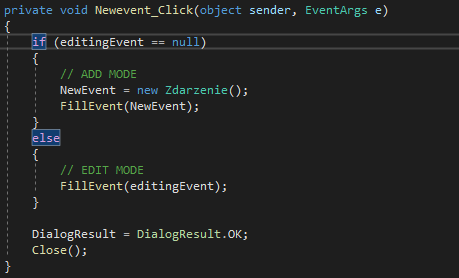 private void Newevent_Click(object sender, EventArgs e)
{
    if (editingEvent == null)
    {
        // ADD MODE
        NewEvent = new Zdarzenie();
        FillEvent(NewEvent);
    }
    else
    {
        // EDIT MODE
        FillEvent(editingEvent);
    }

    DialogResult = DialogResult.OK;
    Close();
}